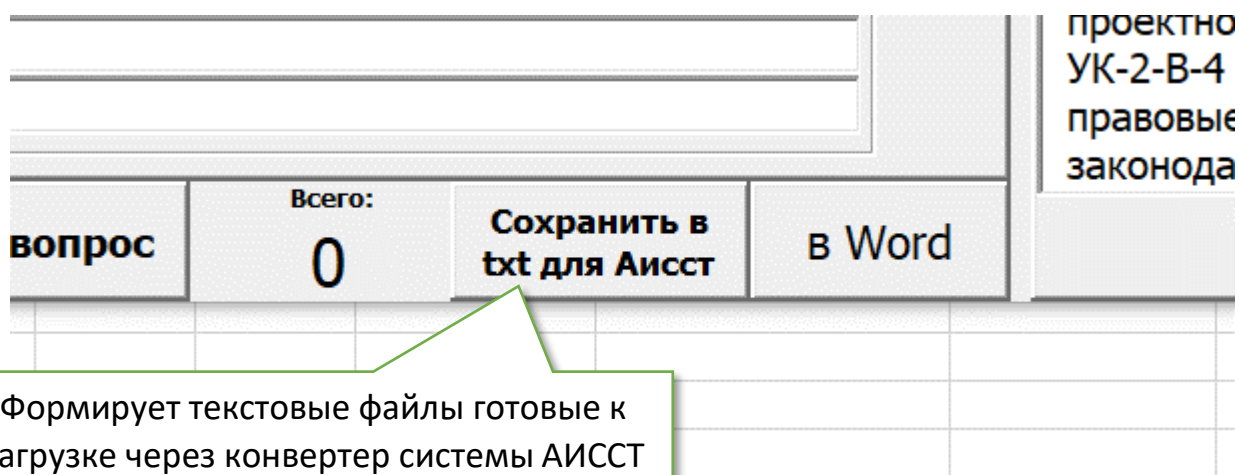 проектно
УК-2-В-4
правовые
законода
вопрос
Всего:
0
Сохранить в
txt для Аисст
в Word
Формирует текстовые файлы готовые к
агрузке через конвертер системы АИССТ